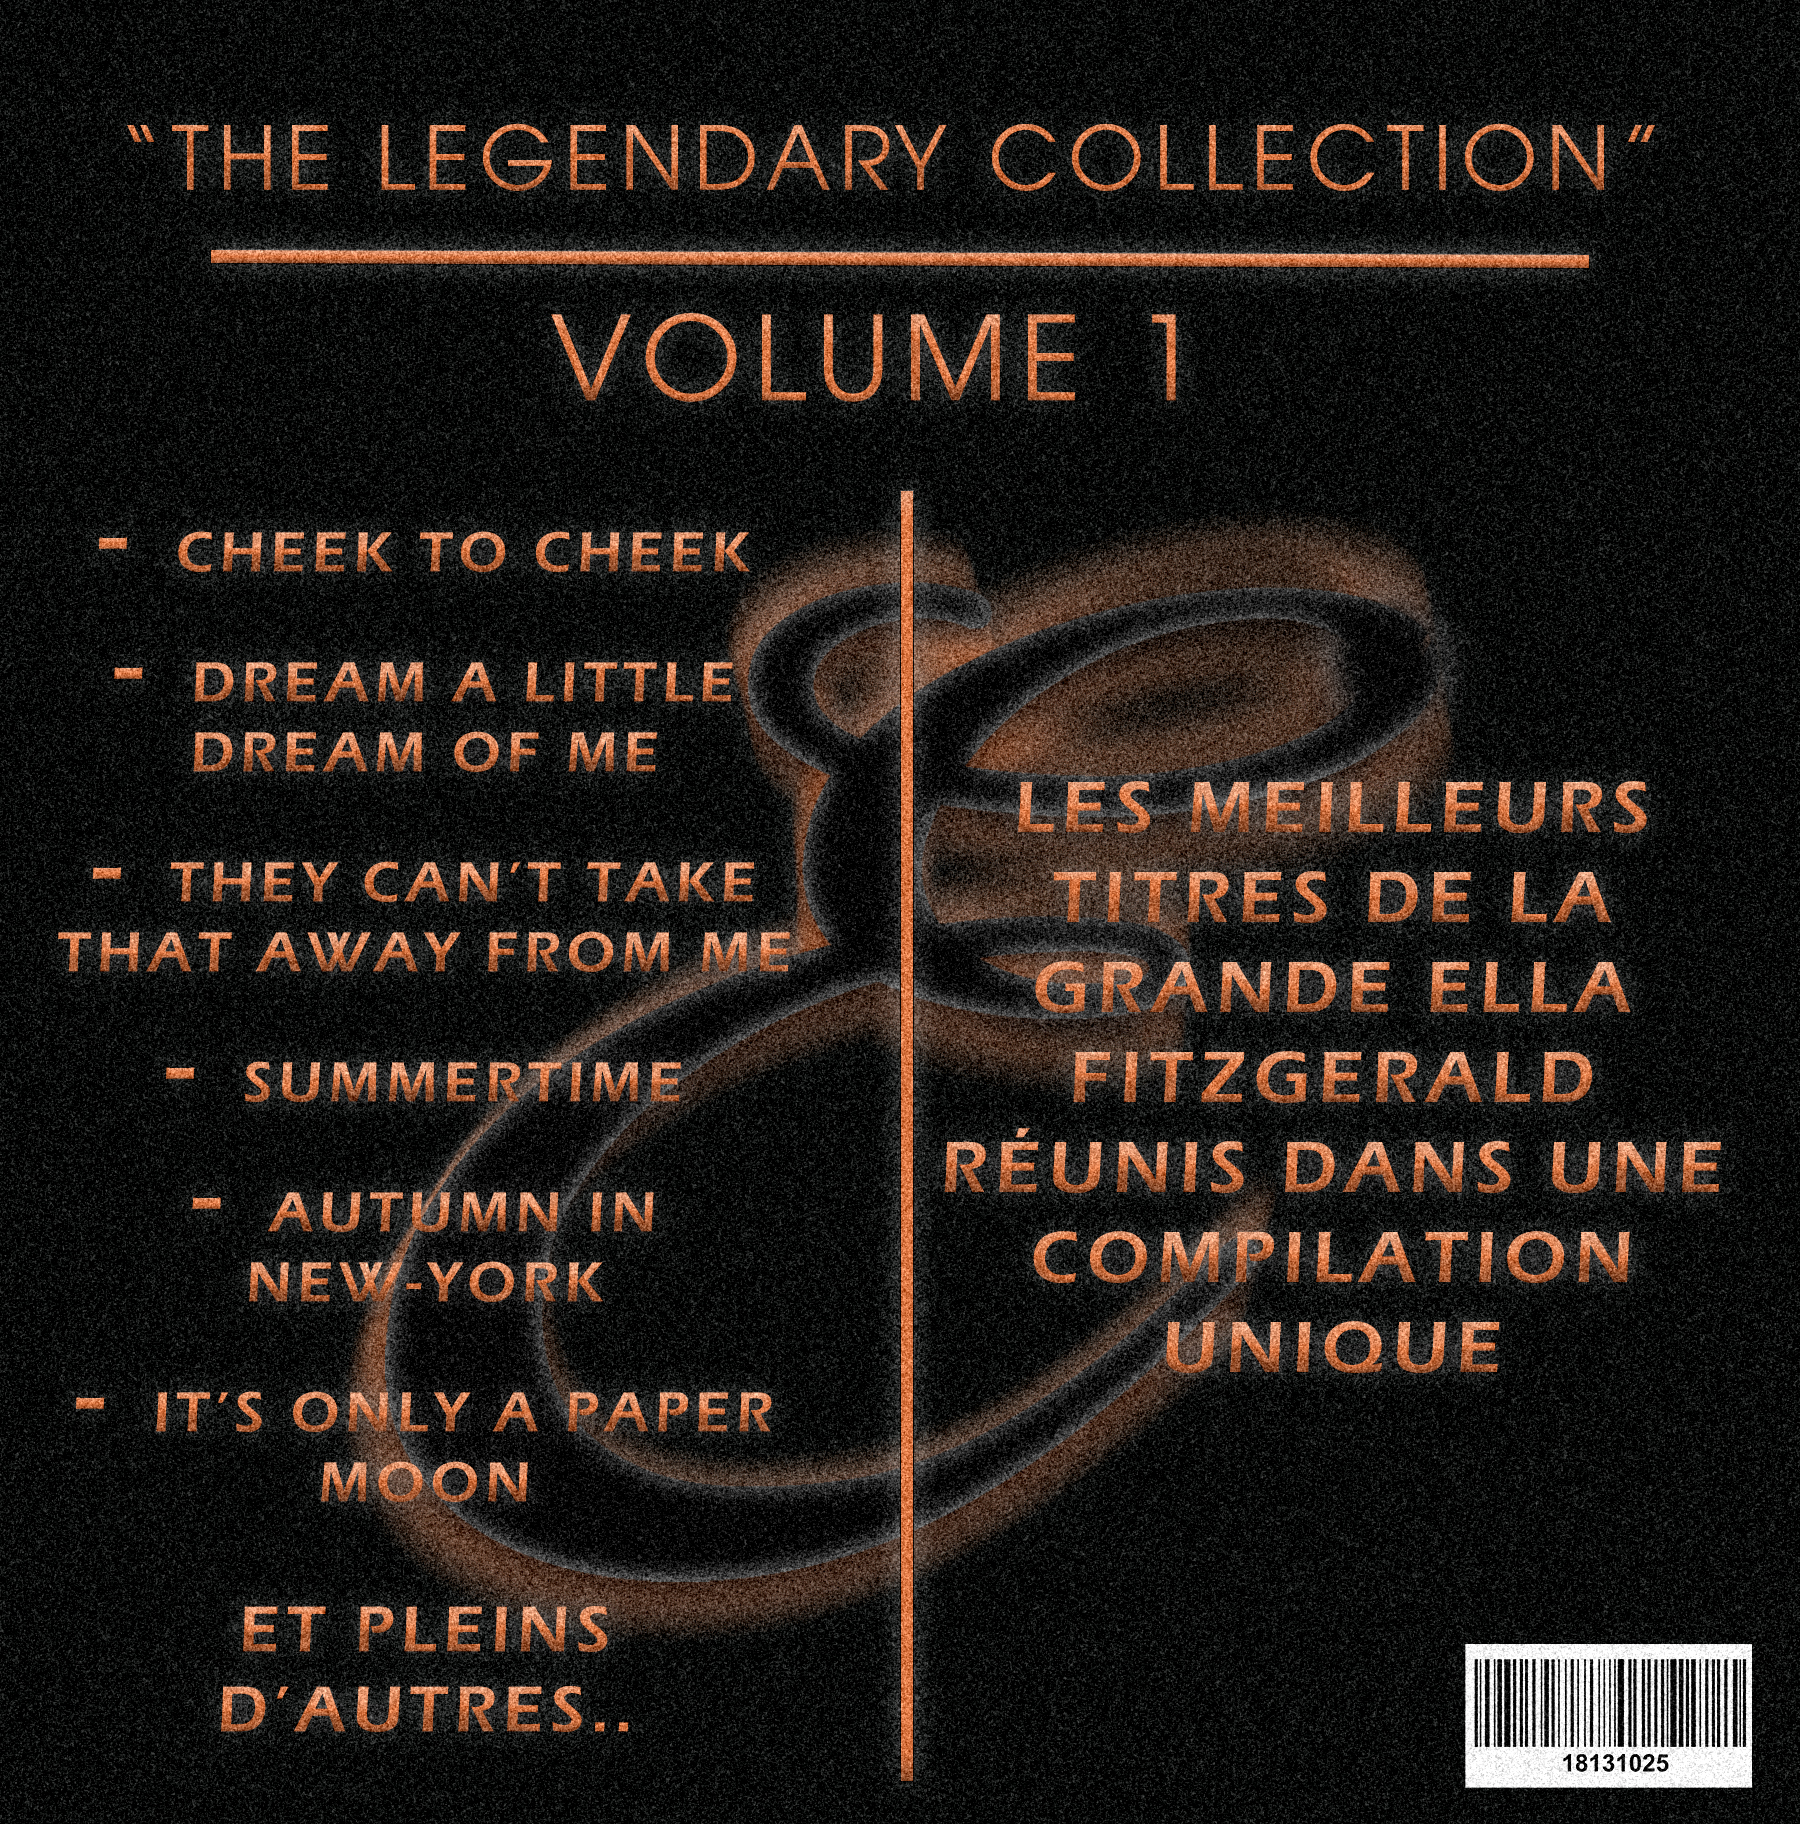 “THE LEGENDARY COLLECTION”
VOLUME 1
- CHEEK TO CHEEK
- DREAM A LITTLE
DREAM OF ME
- THEY CAN’T TAKE
THAT AWAY FROM ME
- SUMMERTIME
- AUTUMN IN
NEW-YORK
- IT’S ONLY A PAPER
MOON
ET PLEINS
D’AUTRES..
LES MEILLEURS
TITRES DE LA
GRANDE ELLA
FITZGERALD
RÉUNIS DANS UNE
COMPILATION
UNIQUE
18131025